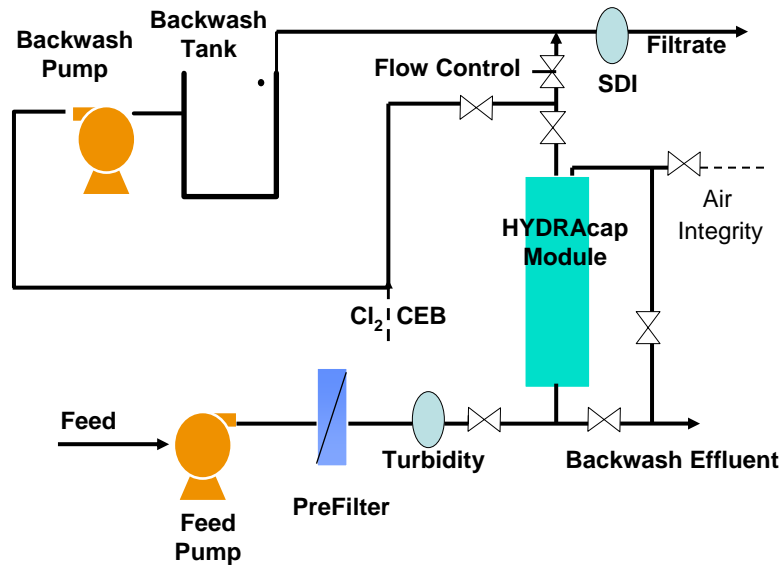 Backwash
Pump
Backwash
Tank
Flow Control
SDI
Filtrate
HYDRAcap
Module
Air
Integrity
Cl₂ CEB
Feed
Feed
Pump
PreFilter
Turbidity
Backwash Effluent